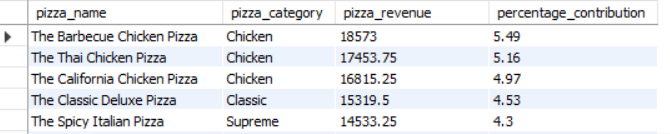 pizza_name pizza_category pizza_revenue percentage_contribution
The Barbecue Chicken Pizza Chicken 18573 5.49
The Thai Chicken Pizza Chicken 17453.75 5.16
The California Chicken Pizza Chicken 16815.25 4.97
The Classic Deluxe Pizza Classic 15319.5 4.53
The Spicy Italian Pizza Supreme 14533.25 4.3